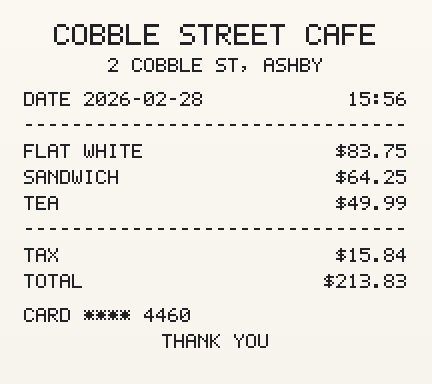 COBBLE STREET CAFE
2 COBBLE ST, ASHBY
DATE 2026-02-28 15:56
--------------------------------
FLAT WHITE $83.75
SANDWICH $64.25
TEA $49.99
--------------------------------
TAX $15.84
TOTAL $213.83
CARD **** 4460
THANK YOU